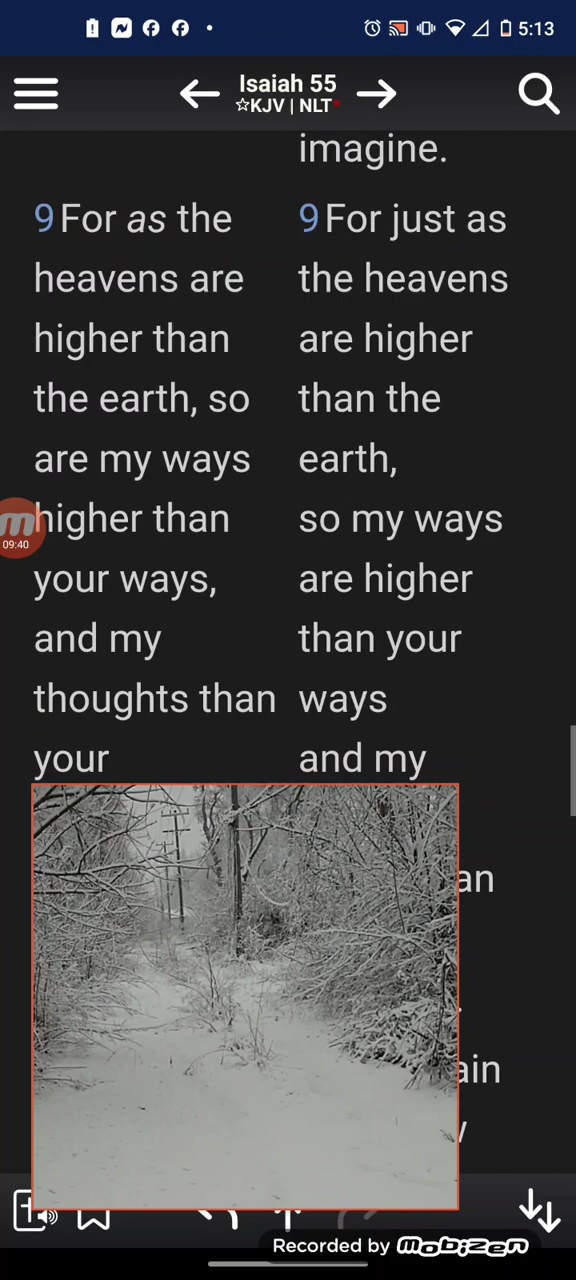 5:13
Isaiah 55
☆KJV | NLT*
imagine.
9 For as the
heavens are
higher than
the earth, so
are my ways
higher than
your ways,
and my
thoughts than
your
9 For just as
the heavens
are higher
than the
earth,
so my ways
are higher
than your
ways
and my
an
ain
09:40
Recorded by mobizen